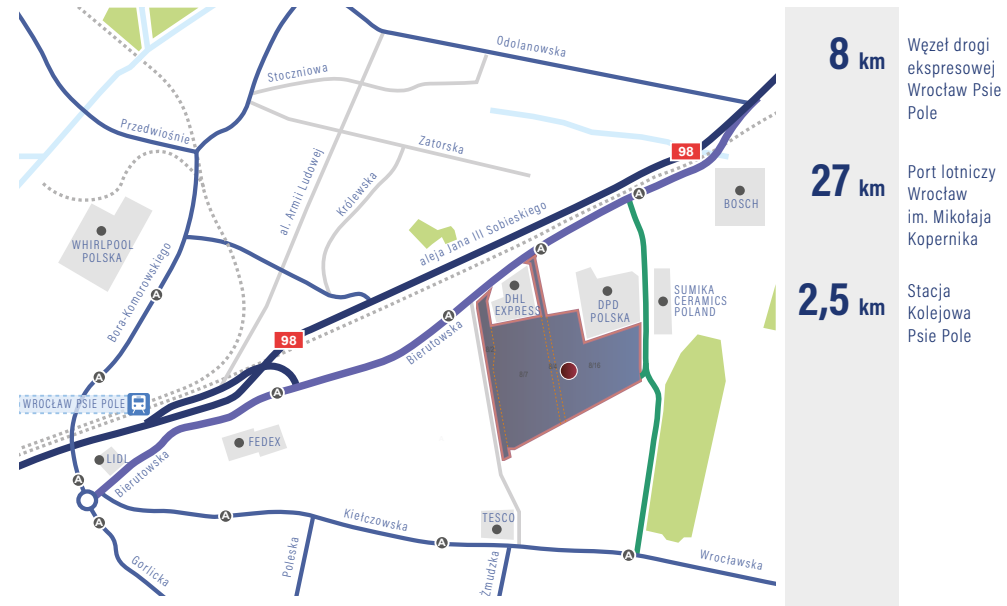 Odolanowska
Stoczniowa
Przedwiośnie
Zatorska
98
al. Armii Ludowej
Królewska
BOSCH
aleja Jana III Sobieskiego
WHIRLPOOL
POLSKA
Bora-Komorowskiego
A
A
A
A
A
A
DHL
EXPRESS
DPD
POLSKA
SUMIKA
CERAMICS
POLAND
98
Bierutowska
WROCŁAW PSIE POLE
A
FEDEX
LIDL
Bierutowska
A
A
A
A
A
Kiełczowska
TESCO
Poleska
Żmudzka
Gorlicka
Wrocławska
8 km
Węzeł drogi
ekspresowej
Wrocław Psie
Pole
27 km
Port lotniczy
Wrocław
im. Mikołaja
Kopernika
2,5 km
Stacja
Kolejowa
Psie Pole